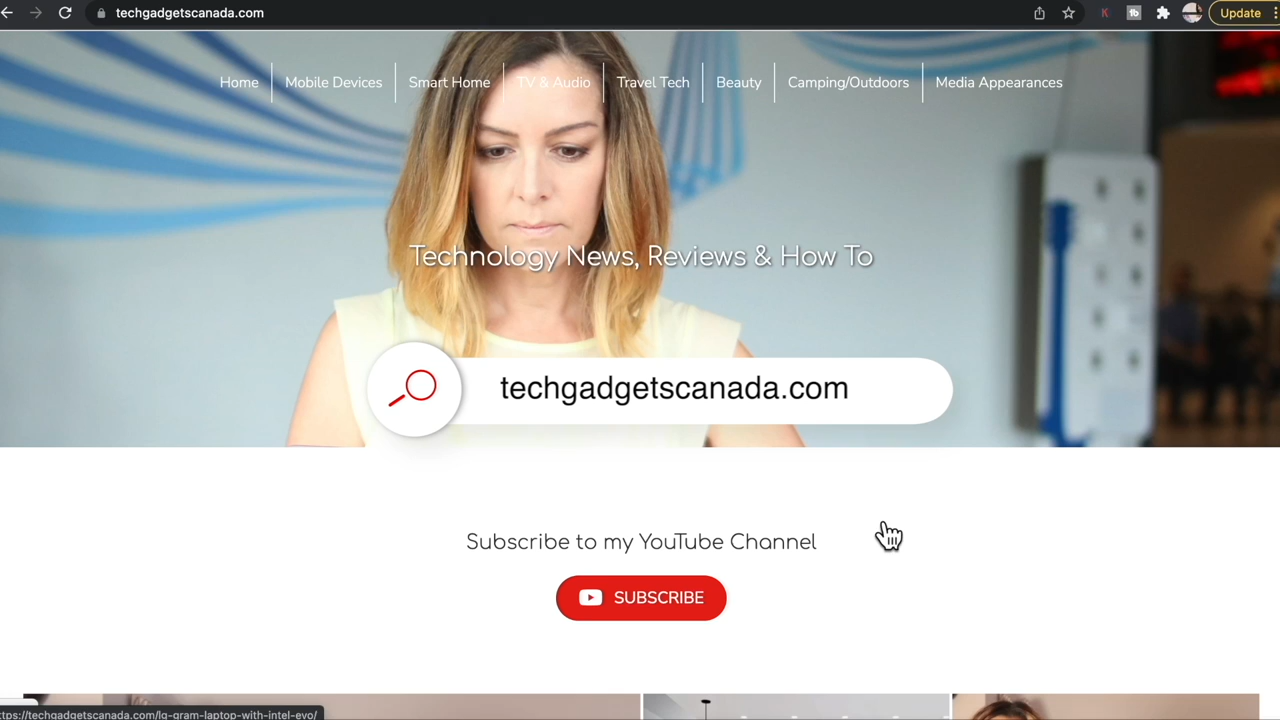 techgadgetscanada.com
Update
Home
Mobile Devices
Smart Home
TV & Audio
Travel Tech
Beauty
Camping/Outdoors
Media Appearances
Technology News, Reviews & How To
techgadgetscanada.com
Subscribe to my YouTube Channel
SUBSCRIBE
ttps://techgadgetscanada.com/lg-gram-laptop-with-intel-evo/